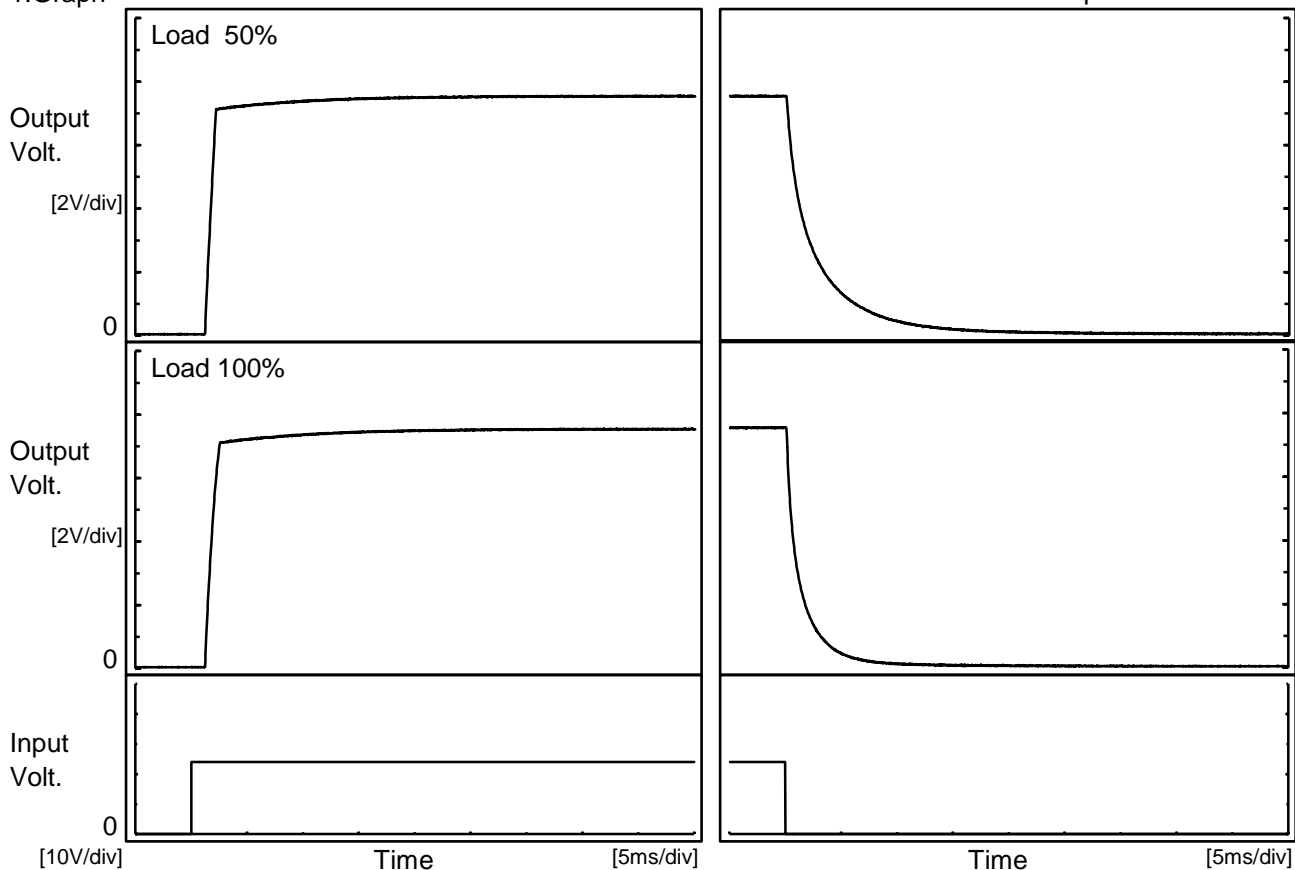 Load 50%
Output
Volt.
[2V/div]
0
Load 100%
Output
Volt.
[2V/div]
0
Input
Volt.
0
[10V/div]
Time
[5ms/div]
Time
[5ms/div]